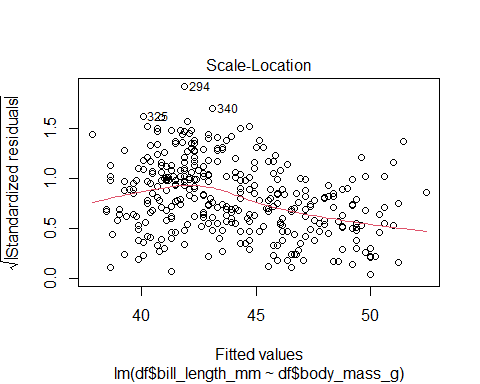 Scale-Location
√|Standardized residuals|
1.5
1.0
0.5
0.0
294
340
325
40
45
50
Fitted values
lm(df$bill_length_mm ~ df$body_mass_g)